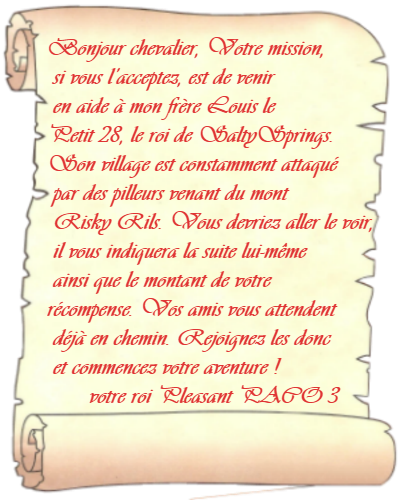 Bonjour chevalier, Votre mission,
si vous l'acceptez, est de venir
en aide à mon frère Louis le
Petit 28, le roi de SaltySprings.
Son village est constamment attaqué
par des pilleurs venant du mont
Risky Rils. Vous devriez aller le voir,
il vous indiquera la suite lui-même
ainsi que le montant de votre
récompense. Vos amis vous attendent
déjà en chemin. Rejoignez les donc
et commencez votre aventure !
votre roi Pleasant PACO 3